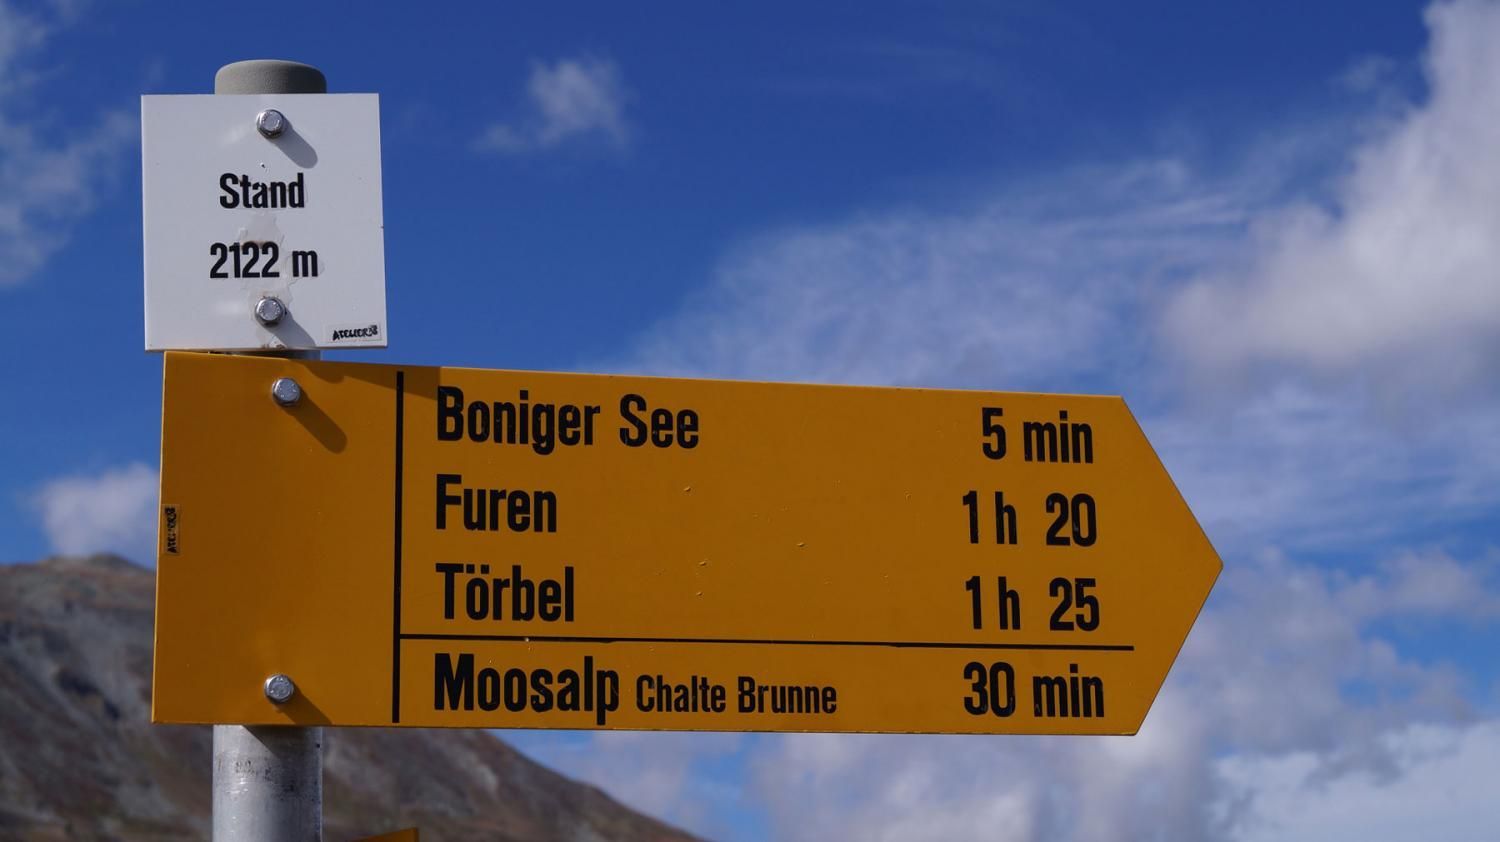 Stand
2122 m
Boniger See 5 min
Furen 1 h 20
Törbel 1 h 25
Moosalp Chalte Brunne 30 min